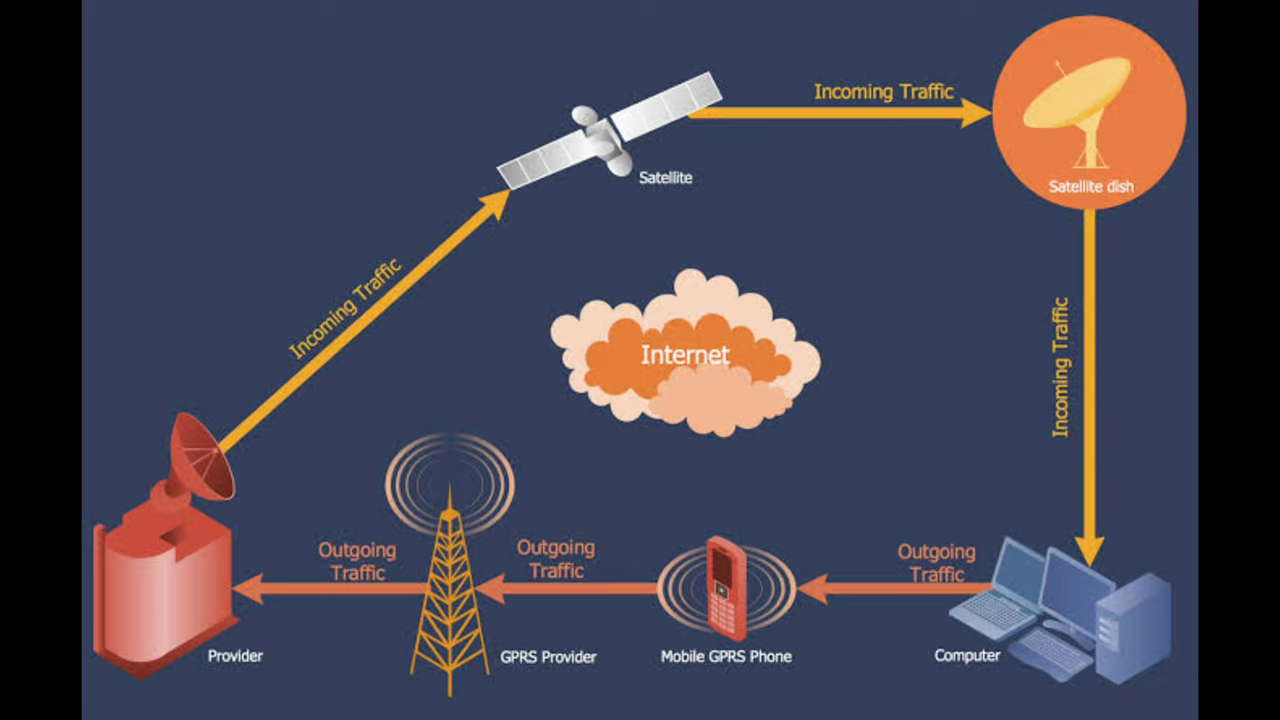 Incoming Traffic
Satellite
Satellite dish
Incoming Traffic
Incoming Traffic
Internet
Outgoing
Traffic
Outgoing
Traffic
Outgoing
Traffic
Provider
GPRS Provider
Mobile GPRS Phone
Computer